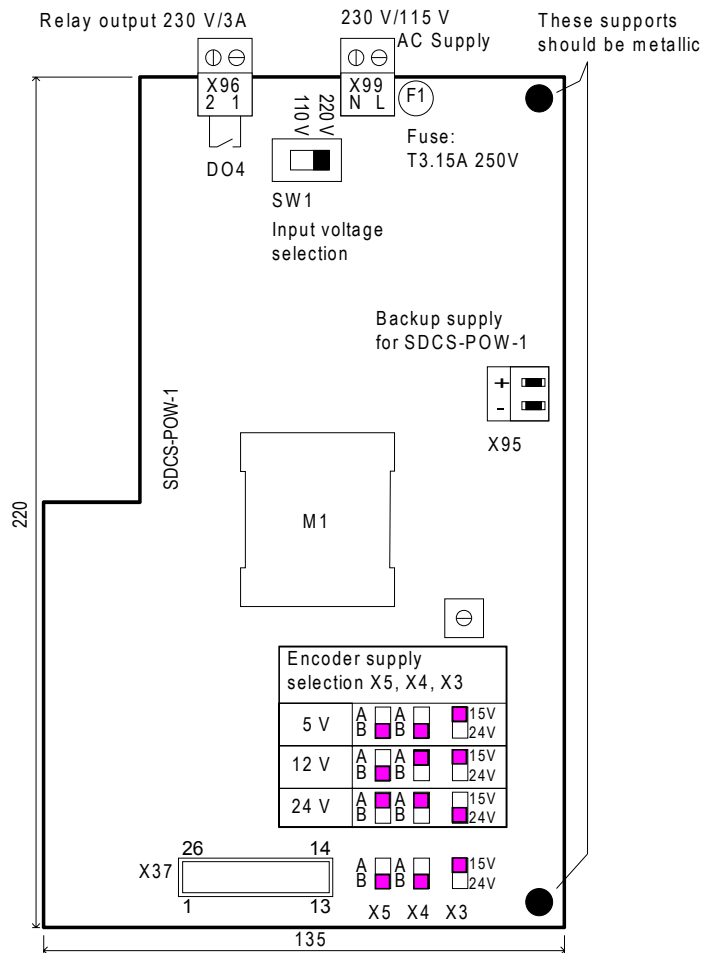 Relay output 230 V/3A
230 V/115 V
AC Supply
These supports
should be metallic
X96
2 1
X99
N L
F1
110 V
220 V
Fuse:
T3.15A 250V
DO4
SW1
Input voltage
selection
Backup supply
for SDCS-POW-1
+
-
X95
SDCS-POW-1
220
M1
Encoder supply
selection X5, X4, X3
5 V A A 15V
B B 24V
12 V A A 15V
B B 24V
24 V A A 15V
B B 24V
26 14
X37
1 13
A A 15V
B B 24V
X5 X4 X3
135